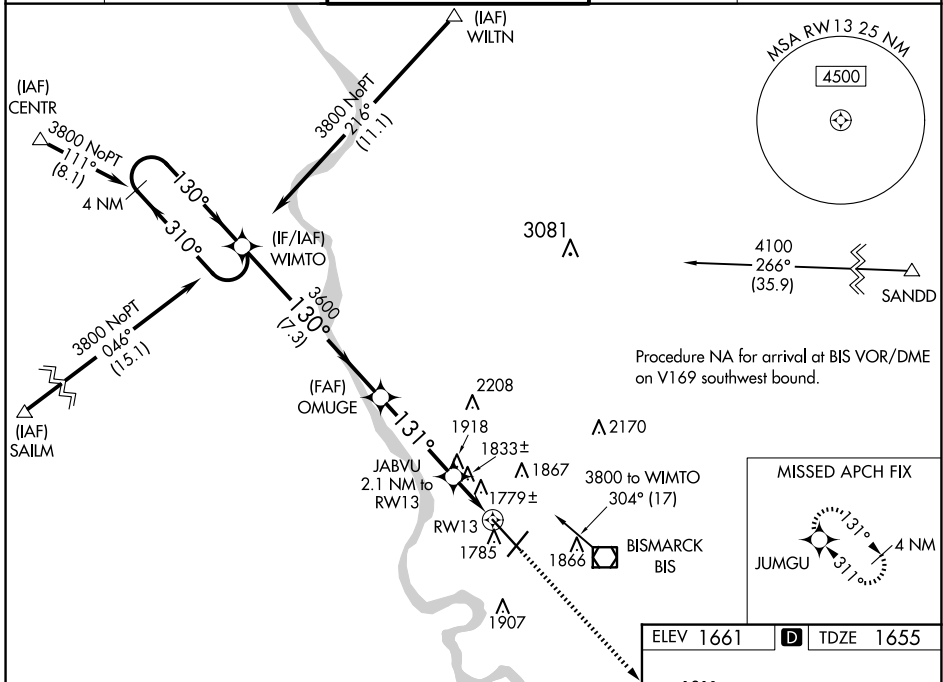 (IAF)
WILTN
MSA RW13 25 NM
4500
(IAF)
CENTR
3800 NoPT
111°
(8.1)
3800 NoPT
216°
(11.1)
4 NM
130°
310°
(IF/IAF)
WIMTO
3081
4100
266°
(35.9)
SANDD
3800 NoPT
046°
(15.1)
(IAF)
SAILM
3600
130°
(7.3)
Procedure NA for arrival at BIS VOR/DME
on V169 southwest bound.
(FAF)
OMUGE
131°
2208
1918
1833±
2170
1867
JABVU
2.1 NM to
RW13
1779±
3800 to WIMTO
304° (17)
RW13
1785
1866
BISMARCK
BIS
1907
MISSED APCH FIX
131°
4 NM
JUMGU
311°
ELEV 1661 D TDZE 1655